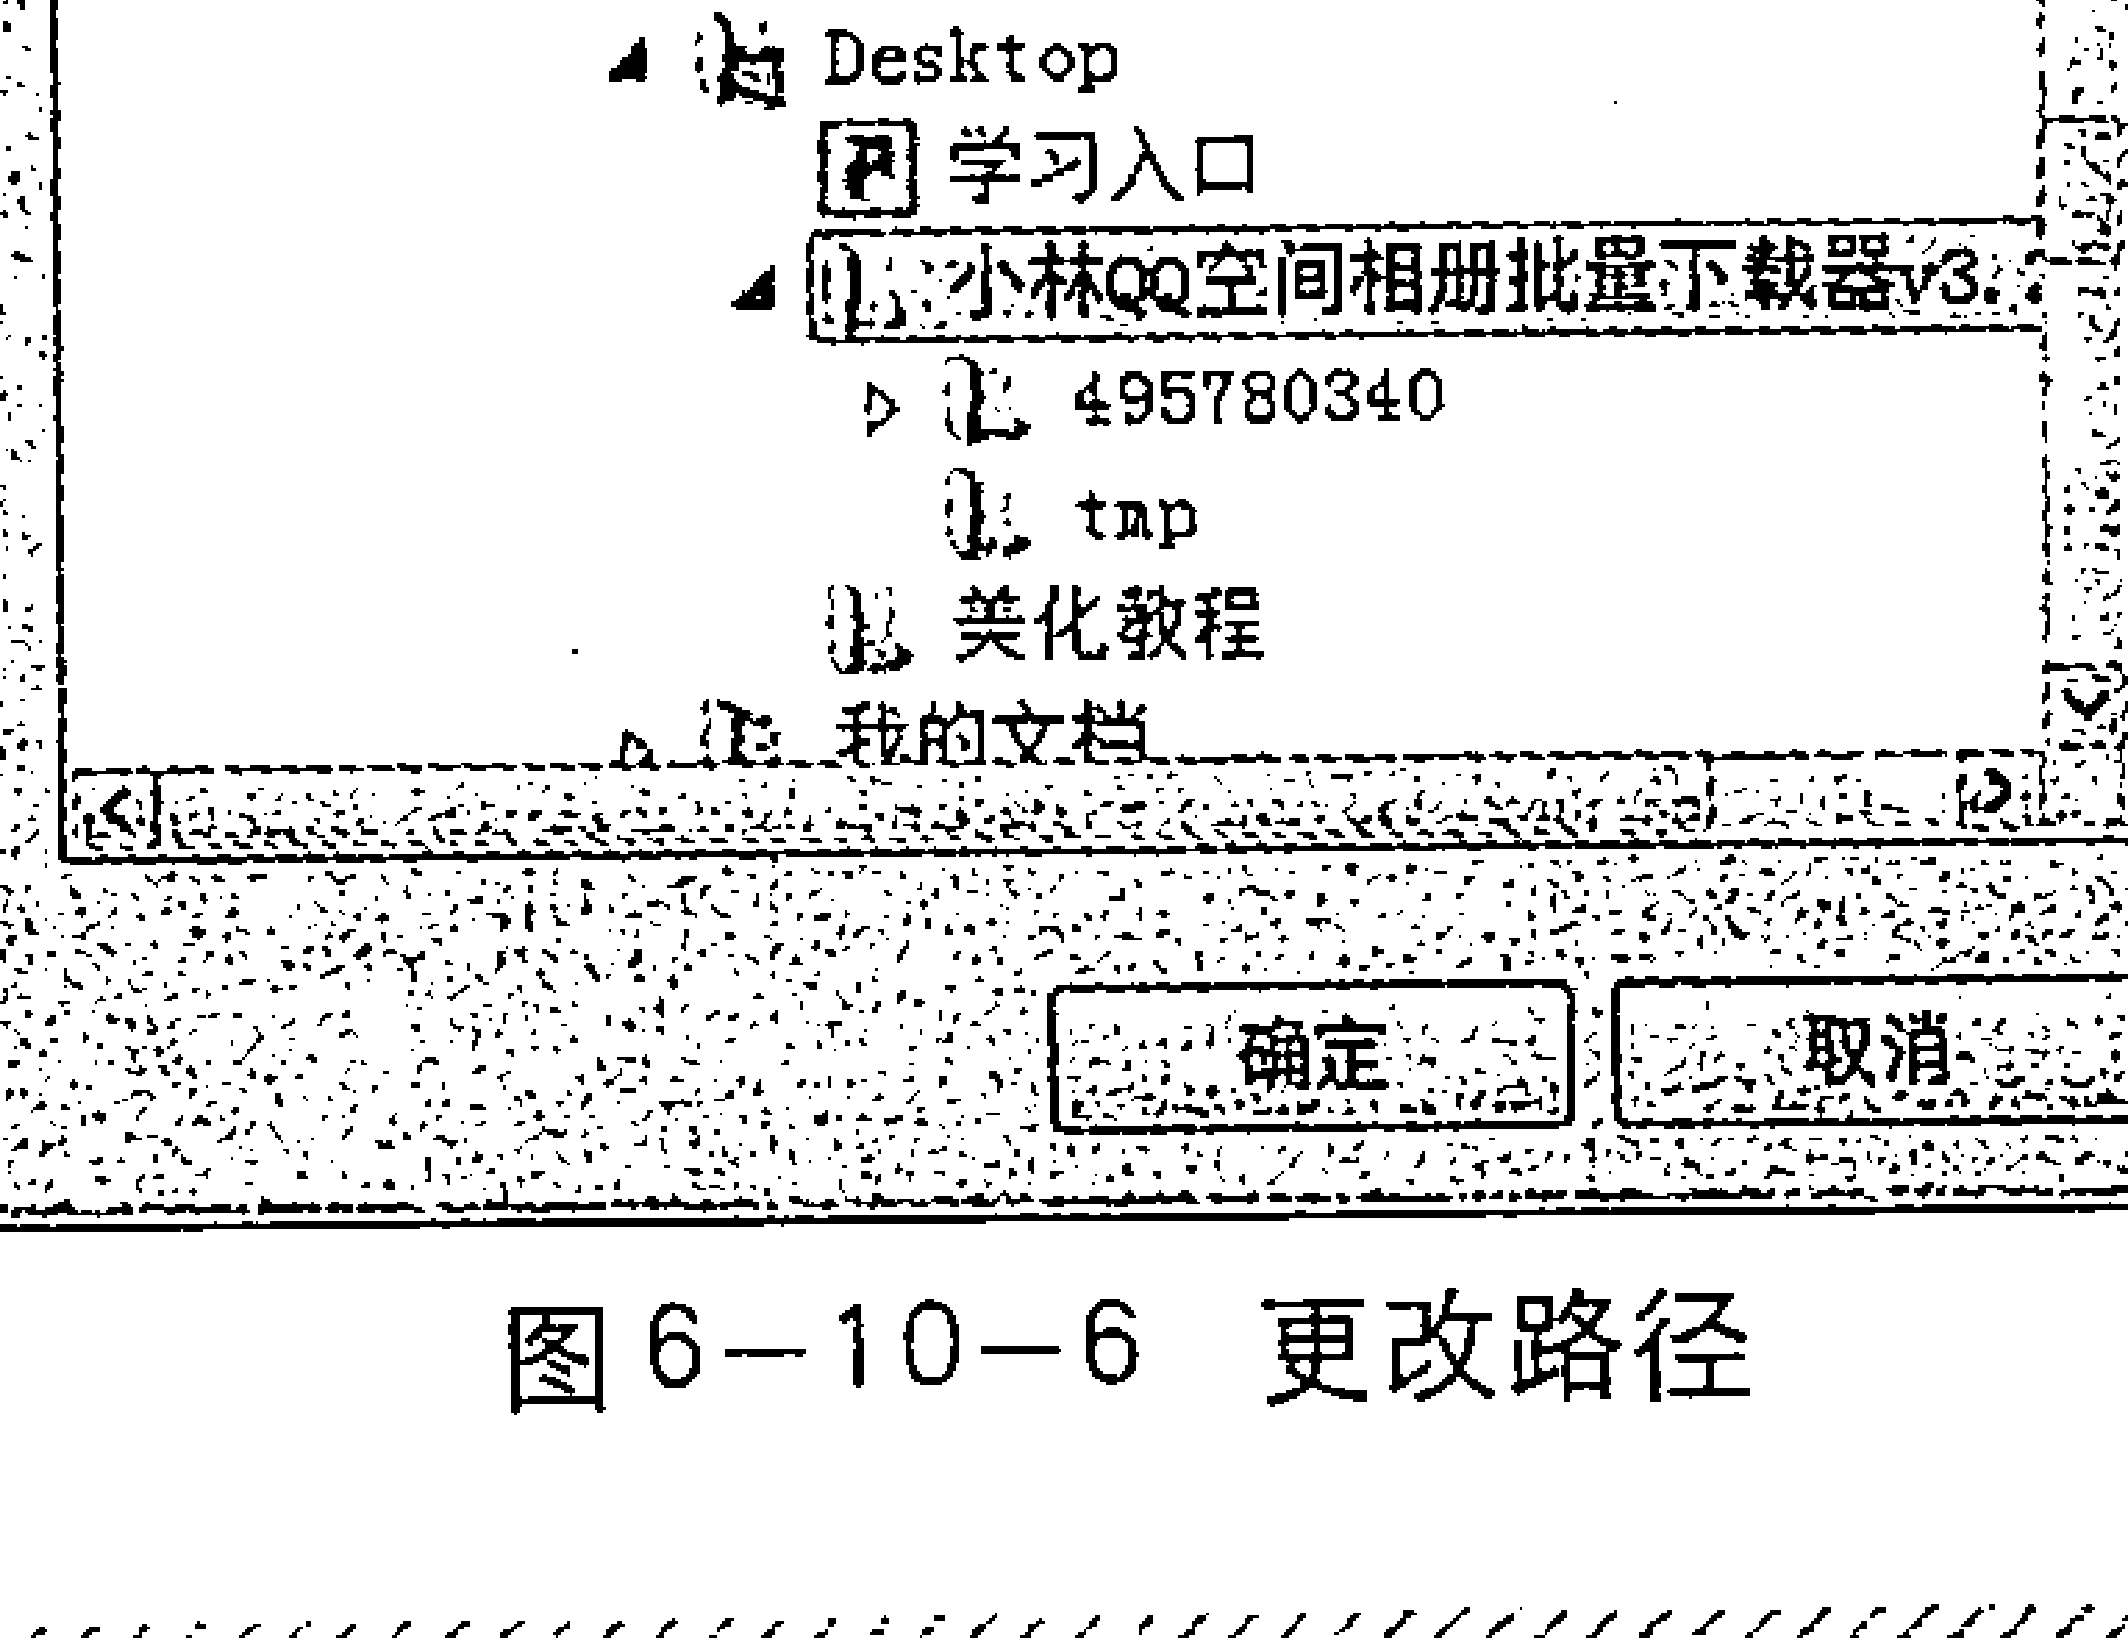 Desktop
学习入口
小林QQ空间相册批量下载器v3.
495780340
tmp
美化教程
我的文档
确定 取消
图6-10-6 更改路径